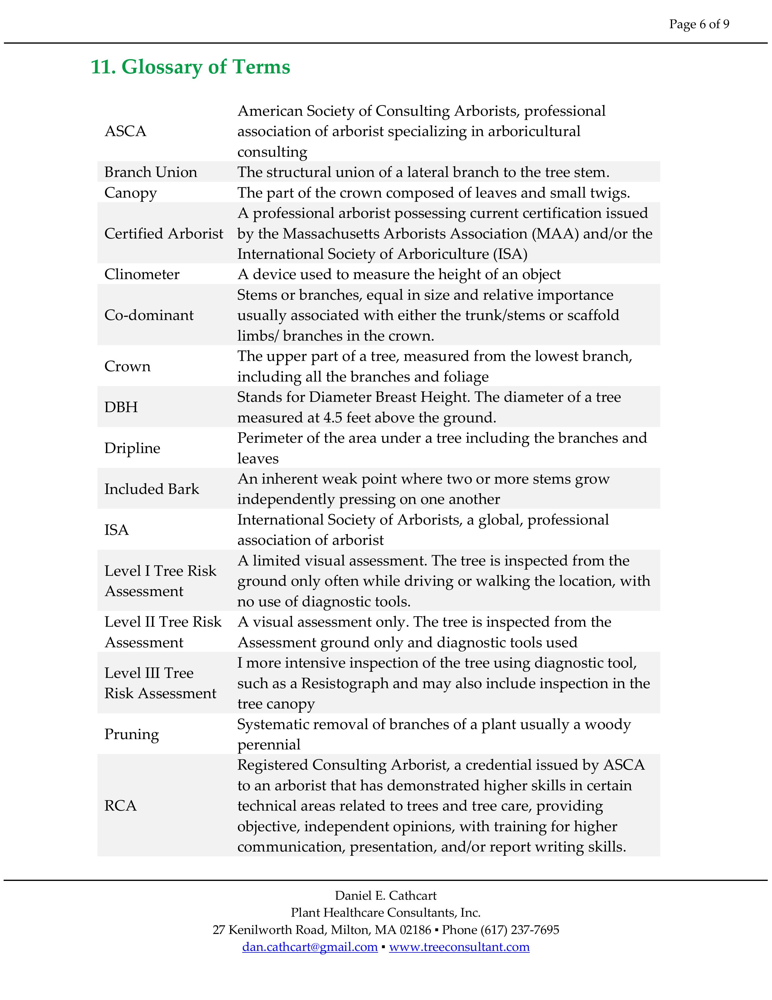 Page 6 of 9
11. Glossary of Terms
American Society of Consulting Arborists, professional
ASCA association of arborist specializing in arboricultural
consulting
Branch Union The structural union of a lateral branch to the tree stem.
Canopy The part of the crown composed of leaves and small twigs.
A professional arborist possessing current certification issued
Certified Arborist by the Massachusetts Arborists Association (MAA) and/or the
International Society of Arboriculture (ISA)
Clinometer A device used to measure the height of an object
Stems or branches, equal in size and relative importance
Co-dominant usually associated with either the trunk/stems or scaffold
limbs/ branches in the crown.
Crown
The upper part of a tree, measured from the lowest branch,
including all the branches and foliage
DBH
Stands for Diameter Breast Height. The diameter of a tree
measured at 4.5 feet above the ground.
Dripline
Perimeter of the area under a tree including the branches and
leaves
Included Bark
An inherent weak point where two or more stems grow
independently pressing on one another
ISA
International Society of Arborists, a global, professional
association of arborist
Level I Tree Risk
Assessment
A limited visual assessment. The tree is inspected from the
ground only often while driving or walking the location, with
no use of diagnostic tools.
Level II Tree Risk
Assessment
A visual assessment only. The tree is inspected from the
Assessment ground only and diagnostic tools used
Level III Tree
Risk Assessment
I more intensive inspection of the tree using diagnostic tool,
such as a Resistograph and may also include inspection in the
tree canopy
Pruning
Systematic removal of branches of a plant usually a woody
perennial
RCA
Registered Consulting Arborist, a credential issued by ASCA
to an arborist that has demonstrated higher skills in certain
technical areas related to trees and tree care, providing
objective, independent opinions, with training for higher
communication, presentation, and/or report writing skills.
Daniel E. Cathcart
Plant Healthcare Consultants, Inc.
27 Kenilworth Road, Milton, MA 02186 ▪ Phone (617) 237-7695
dan.cathcart@gmail.com ▪ www.treeconsultant.com